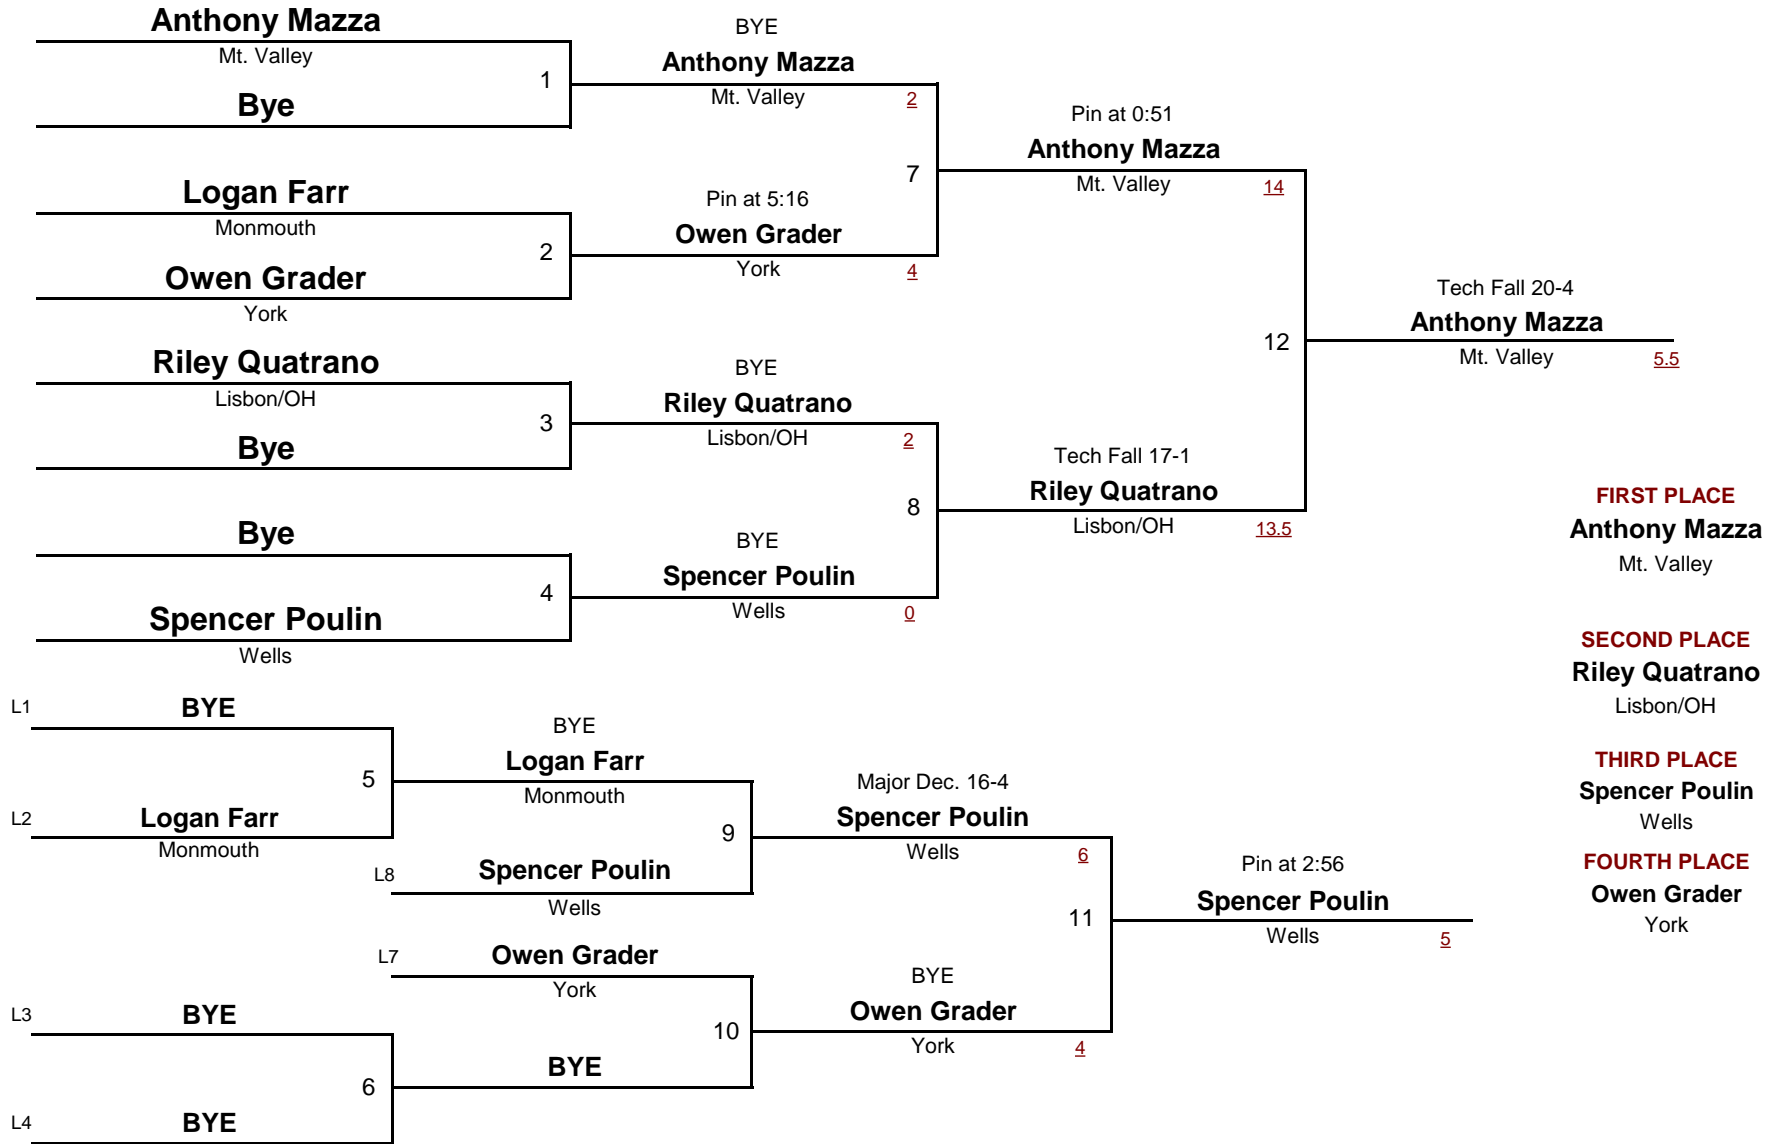 Anthony Mazza
Mt. Valley
1
Bye
Logan Farr
Monmouth
2
Owen Grader
York
Riley Quatrano
Lisbon/OH
3
Bye
Bye
4
Spencer Poulin
Wells
BYE
Anthony Mazza
Mt. Valley 2
7
Pin at 5:16
Owen Grader
York 4
BYE
Riley Quatrano
Lisbon/OH 2
8
BYE
Spencer Poulin
Wells 0
Pin at 0:51
Anthony Mazza
Mt. Valley 14
12
Tech Fall 17-1
Riley Quatrano
Lisbon/OH 13.5
Tech Fall 20-4
Anthony Mazza
Mt. Valley 5.5
FIRST PLACE
Anthony Mazza
Mt. Valley
SECOND PLACE
Riley Quatrano
Lisbon/OH
THIRD PLACE
Spencer Poulin
Wells
FOURTH PLACE
Owen Grader
York
L1 BYE
5
L2 Logan Farr
Monmouth
BYE
Logan Farr
Monmouth
9
L8 Spencer Poulin
Wells
L7 Owen Grader
York
10
BYE
L3 BYE
6
L4 BYE
Major Dec. 16-4
Spencer Poulin
Wells 6
11
BYE
Owen Grader
York 4
Pin at 2:56
Spencer Poulin
Wells 5